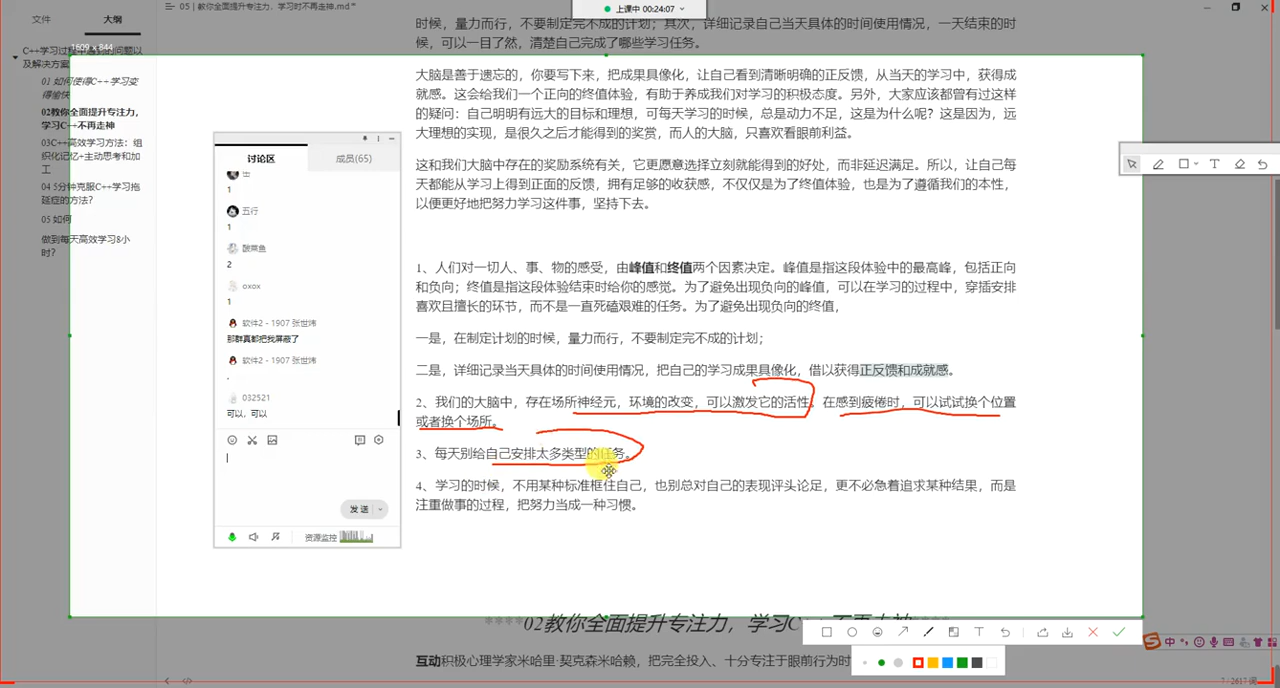 文件
大纲
05 | 教你全面提升专注力，学习时不再走神.md
上课中 00:24:07
1609 x 844
C++学习过程中
的问题以
及解决方案
01 如何使得C++学习变
得愉快
02教你全面提升专注力，
学习C++不再走神
03C++高效学习方法：组
织化记忆+主动思考和加
工
04 5分钟克服C++学习拖
延症的方法？
05 如何
做到每天高效学习8小
时？
时候，量力而行，不要制定完不成的计划；其次，详细记录自己当天具体的时间使用情况，一天结束的时
候，可以一目了然，清楚自己完成了哪些学习任务。
大脑是善于遗忘的，你要写下来，把成果具像化，让自己看到清晰明确的正反馈，从当天的学习中，获得成
就感。这会给我们一个正向的终值体验，有助于养成我们对学习的积极态度。另外，大家应该都曾有过这样
的疑问：自己明明有远大的目标和理想，可每天学习的时候，总是动力不足，这是为什么呢？这是因为，远
大理想的实现，是很久之后才能得到的奖赏，而人的大脑，只喜欢看眼前利益。
这和我们大脑中存在的奖励系统有关，它更愿意选择立刻就能得到的好处，而非延迟满足。所以，让自己每
天都能从学习上得到正面的反馈，拥有足够的收获感，不仅仅是为了终值体验，也是为了遵循我们的本性，
以便更好地把努力学习这件事，坚持下去。
1、人们对一切人、事、物的感受，由峰值和终值两个因素决定。峰值是指这段体验中的最高峰，包括正向
和负向；终值是指这段体验结束时给你的感觉。为了避免出现负向的峰值，可以在学习的过程中，穿插安排
喜欢且擅长的环节，而不是一直死磕艰难的任务。为了避免出现负向的终值，
一是，在制定计划的时候，量力而行，不要制定完不成的计划；
二是，详细记录当天具体的时间使用情况，把自己的学习成果具像化，借以获得正反馈和成就感。
2、我们的大脑中，存在场所神经元，环境的改变，可以激发它的活性。在感到疲倦时，可以试试换个位置
或者换个场所。
3、每天别给自己安排太多类型的任务。
4、学习的时候，不用某种标准框住自己，也别总对自己的表现评头论足，更不必急着追求某种结果，而是
注重做事的过程，把努力当成一种习惯。
讨论区
成员(65)
1
五行
1
酸菜鱼
2
oxox
1
软件2 - 1907 张世炜
那群真都把我屏蔽了
软件2 - 1907 张世炜
.
032521
可以，可以
发送
资源监控
****02教你全面提升专注力，学习C++不再走神
互动积极心理学家米哈里·契克森米哈赖，把完全投入、十分专注于眼前行为时
中
7 / 2617 词